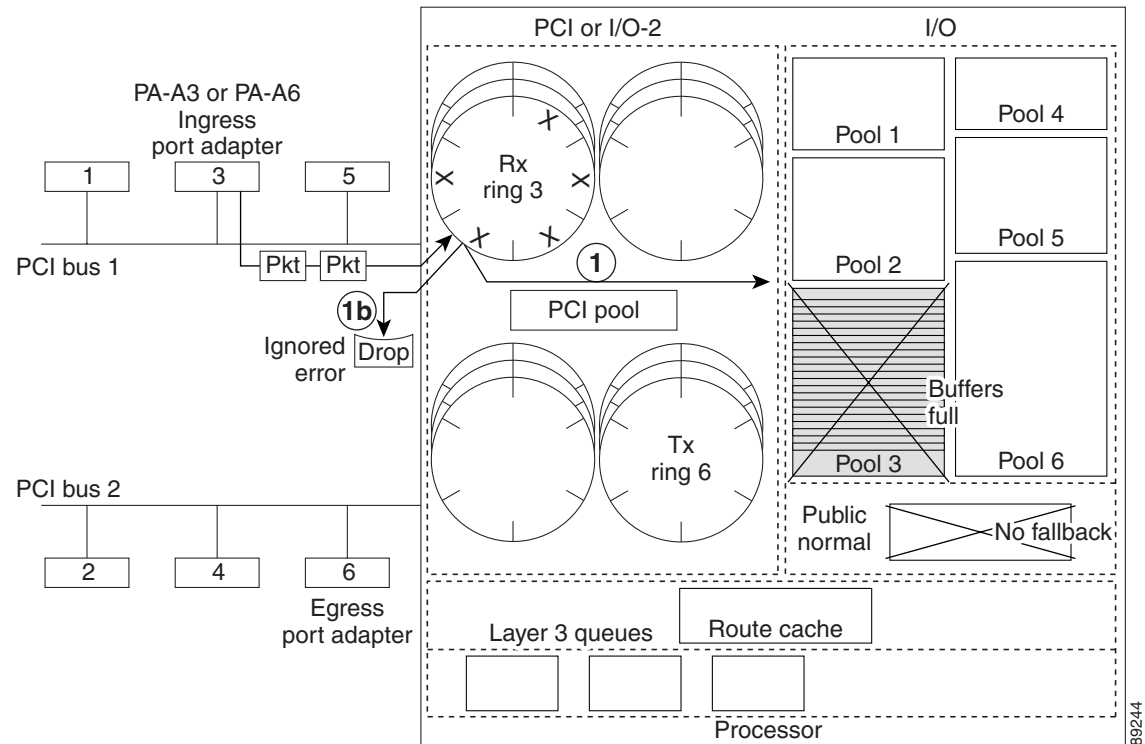 PCI or I/O-2
I/O
PA-A3 or PA-A6
Ingress
port adapter
1
3
5
PCI bus 1
Pkt
Pkt
1b
Ignored
error
Drop
X
X
X
X
X
Rx
ring 3
1
PCI pool
Tx
ring 6
Pool 1
Pool 4
Pool 2
Pool 5
Buffers
full
Pool 3
Pool 6
Public
normal
No fallback
PCI bus 2
2
4
6
Egress
port adapter
Layer 3 queues
Route cache
Processor
89244